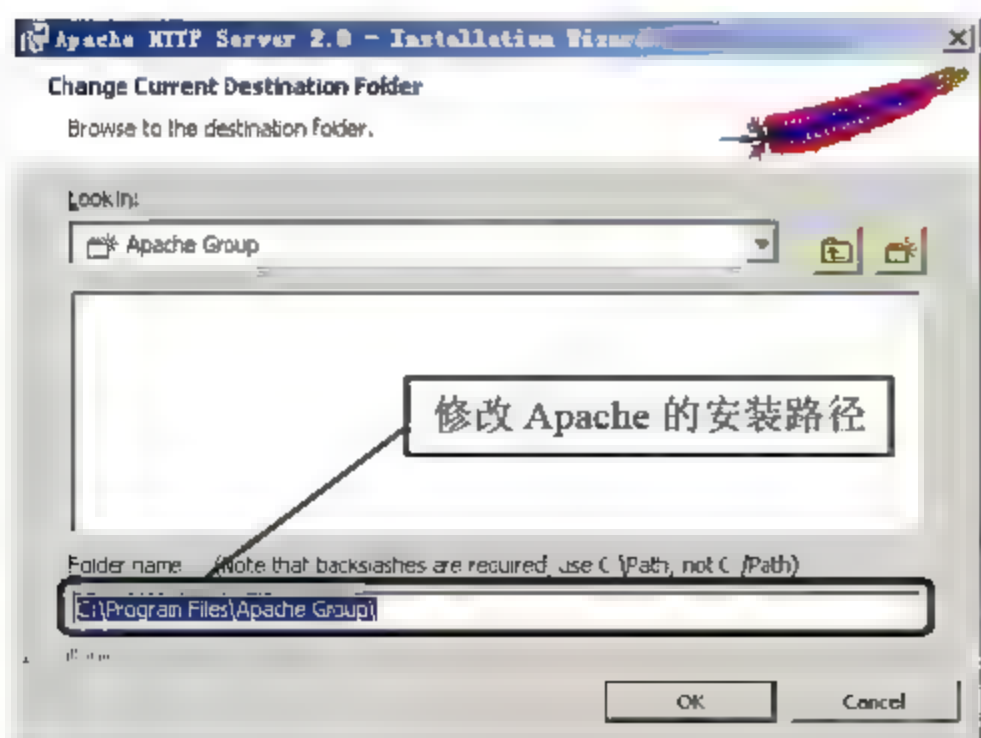 Apache HTTP Server 2.0 - Installation Wizard
Change Current Destination Folder
Browse to the destination folder.
Look in:
Apache Group
修改 Apache 的安装路径
Folder name (Note that backslashes are required, use C:\Path, not C:/Path)
C:\Program Files\Apache Group\
OK
Cancel